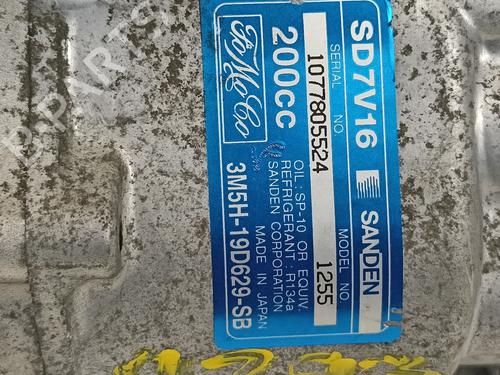 SD7V16 SANDEN
SERIAL NO. MODEL NO.
1077805524 1255
200CC
FoMoCo
OIL : SP-10 OR EQUIV.
REFRIGERANT : R134a
SANDEN CORPORATION MADE IN JAPAN
3M5H-19D629-SB